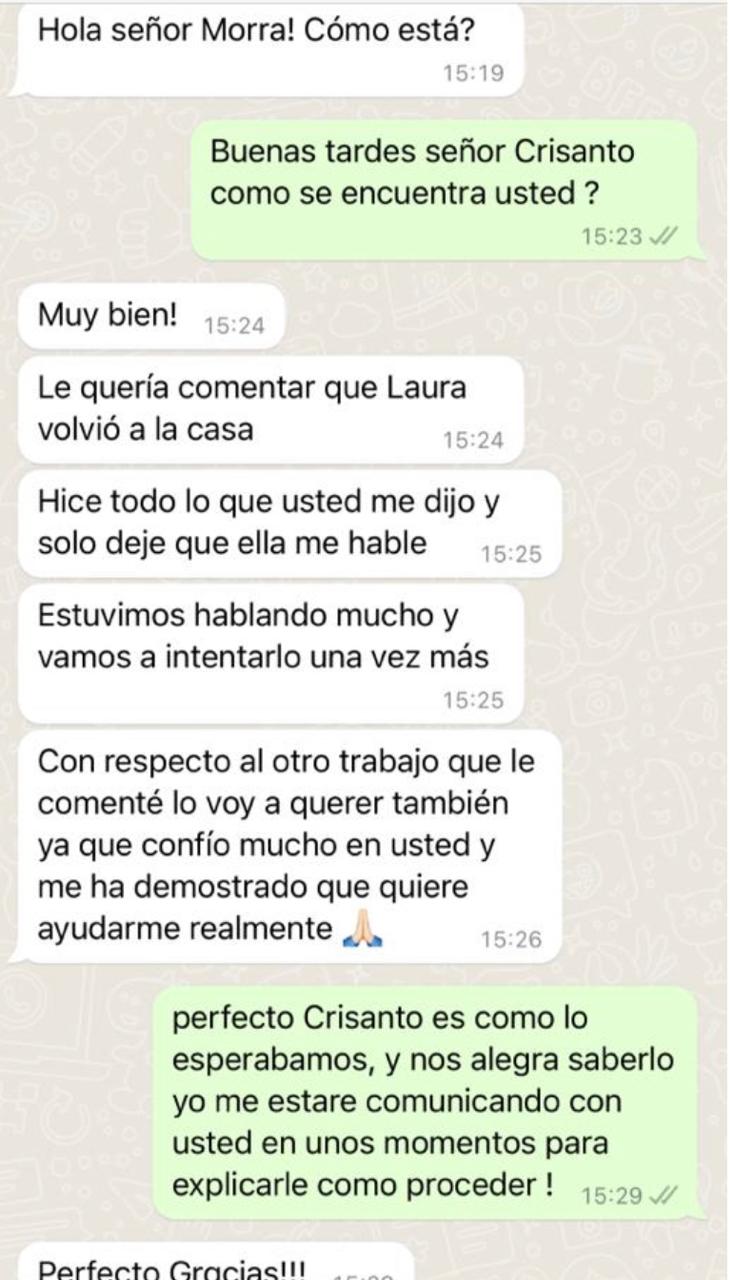 Hola señor Morra! Cómo está?
15:19
Buenas tardes señor Crisanto
como se encuentra usted ?
15:23
Muy bien! 15:24
Le quería comentar que Laura
volvió a la casa 15:24
Hice todo lo que usted me dijo y
solo deje que ella me hable 15:25
Estuvimos hablando mucho y
vamos a intentarlo una vez más
15:25
Con respecto al otro trabajo que le
comenté lo voy a querer también
ya que confío mucho en usted y
me ha demostrado que quiere
ayudarme realmente 🙏🏻 15:26
perfecto Crisanto es como lo
esperabamos, y nos alegra saberlo
yo me estare comunicando con
usted en unos momentos para
explicarle como proceder ! 15:29
Perfecto Gracias!!!